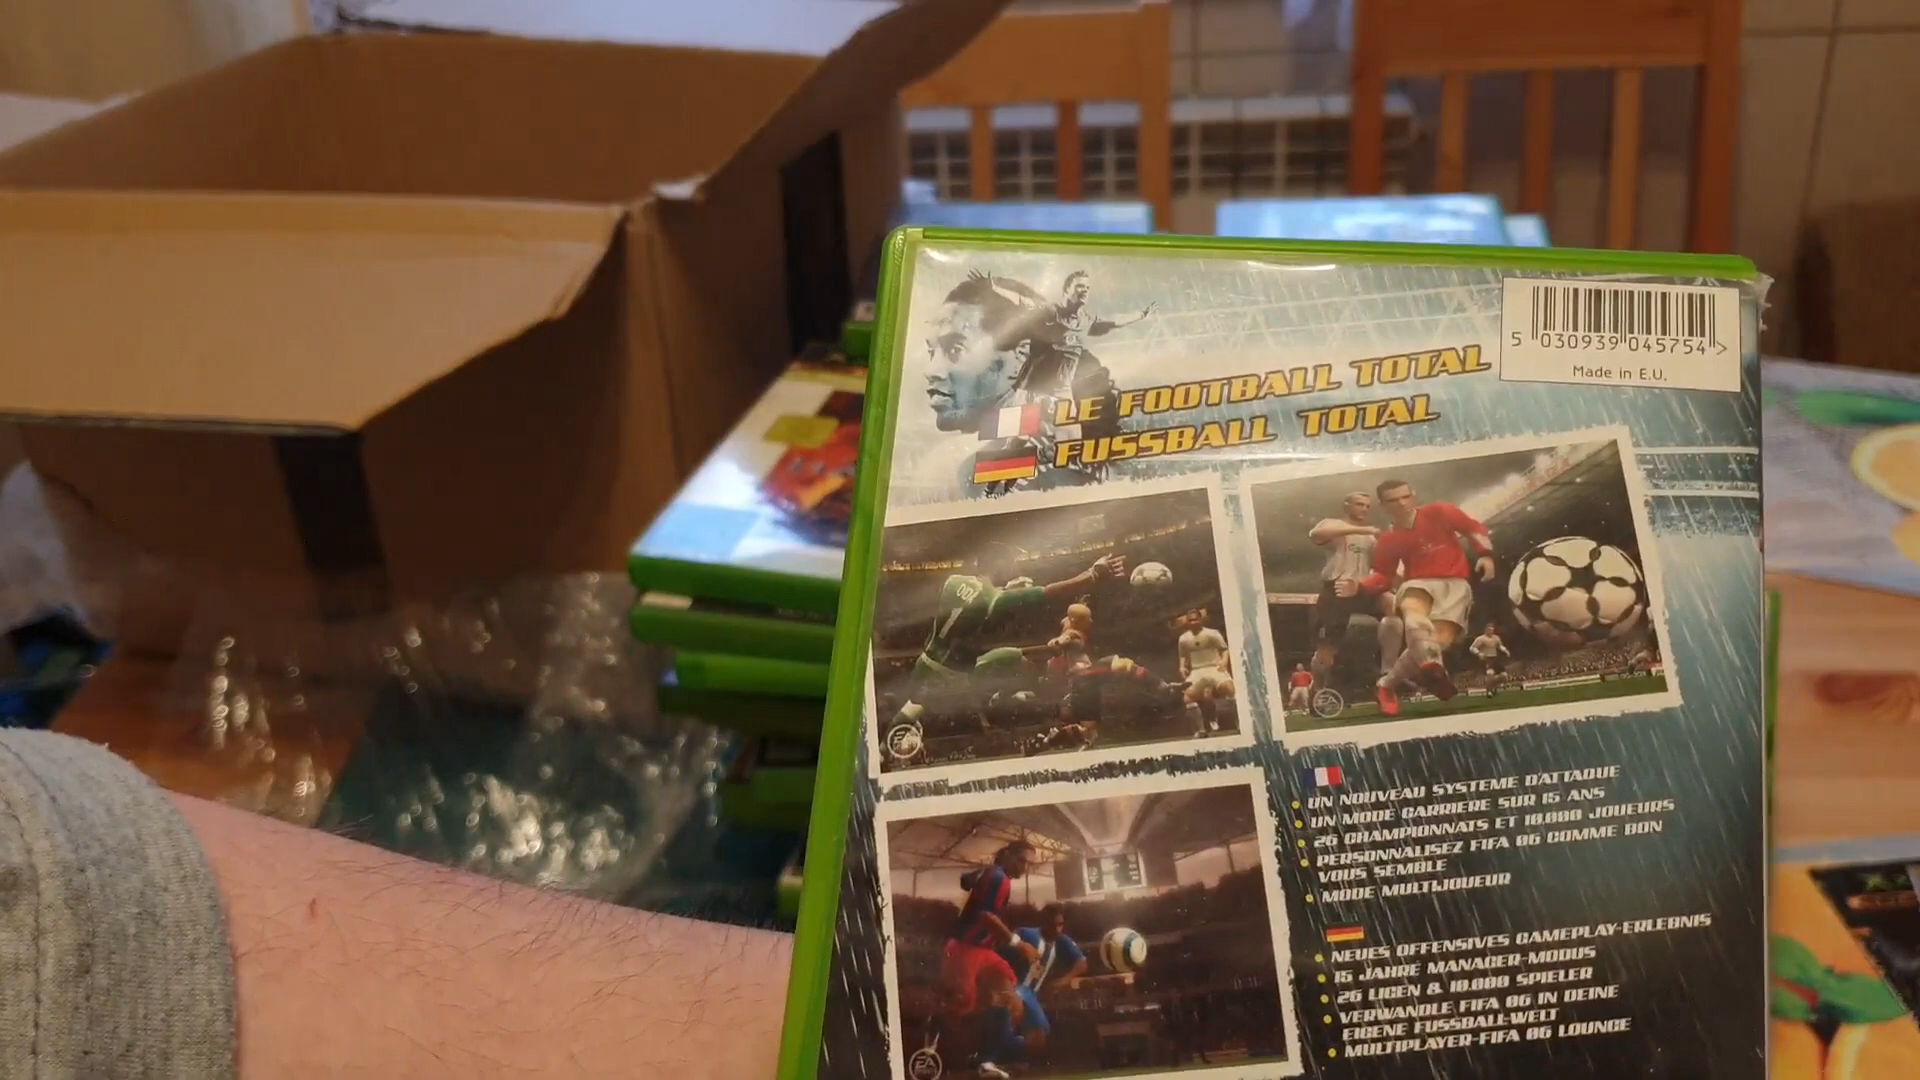 LE FOOTBALL TOTAL
FUSSBALL TOTAL
5 030939 045754 >
Made in E.U.
ODA
UN NOUVEAU SYSTEME D'ATTAQUE
UN MODE CARRIERE SUR 15 ANS
26 CHAMPIONNATS ET 10.000 JOUEURS
PERSONNALISEZ FIFA 06 COMME BON
VOUS SEMBLE
MODE MULTIJOUEUR
NEUES OFFENSIVES GAMEPLAY-ERLEBNIS
15 JAHRE MANAGER-MODUS
26 LIGEN & 10.000 SPIELER
VERWANDLE FIFA 06 IN DEINE
EIGENE FUSSBALL-WELT
MULTIPLAYER-FIFA 06 LOUNGE
EA